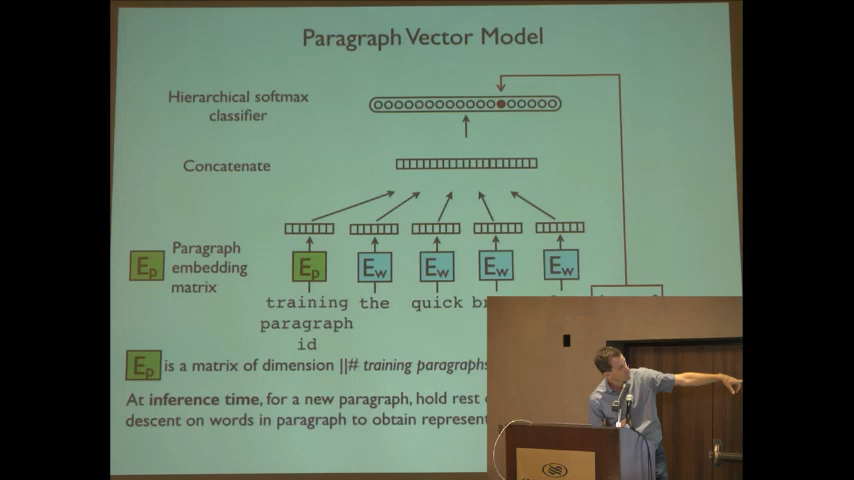 Paragraph Vector Model
Hierarchical softmax
classifier
Concatenate
Ep Paragraph
embedding
matrix
Ep Ew Ew Ew Ew
training the quick
paragraph
id
Ep is a matrix of dimension ||# training paragraphs
At inference time, for a new paragraph, hold rest
descent on words in paragraph to obtain